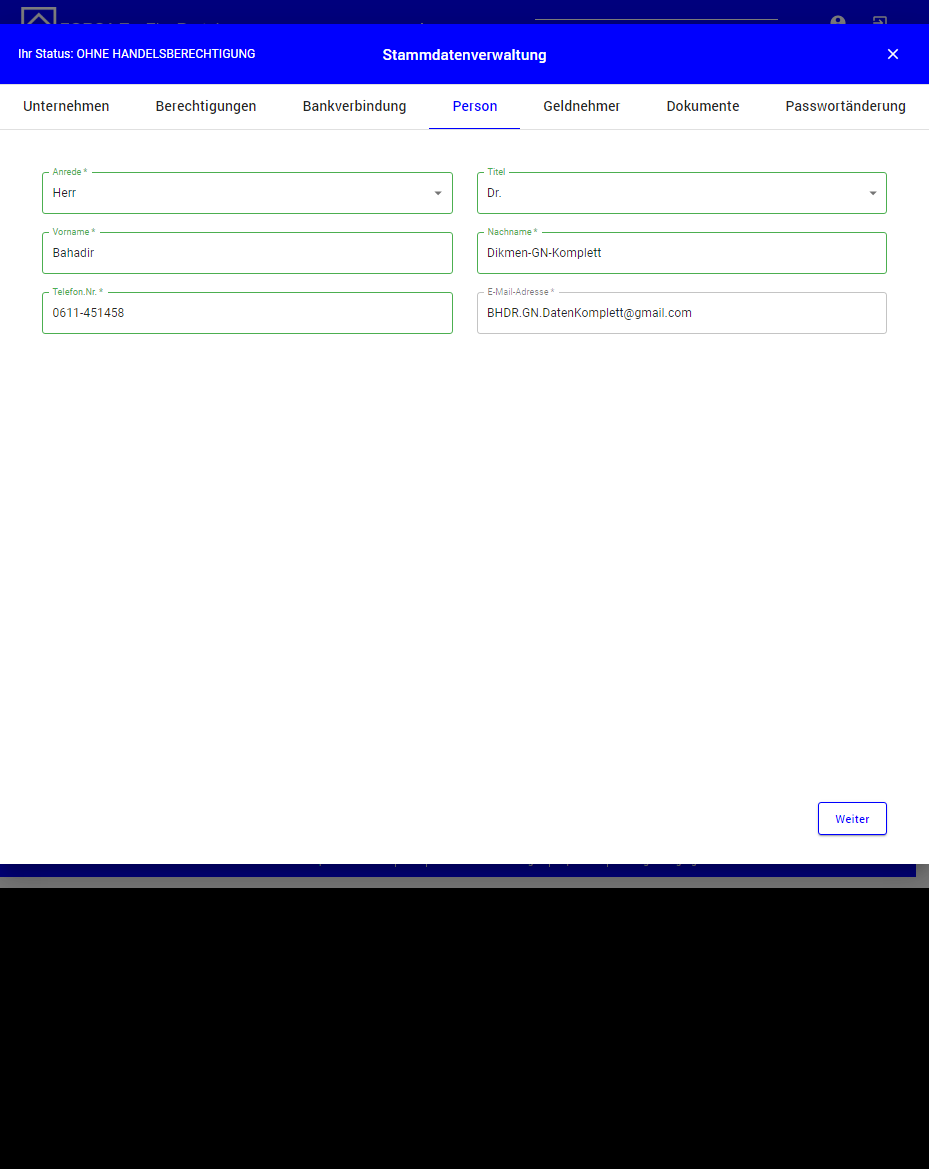 Ihr Status: OHNE HANDELSBERECHTIGUNG
Stammdatenverwaltung
Unternehmen Berechtigungen Bankverbindung Person Geldnehmer Dokumente Passwortänderung
Anrede * Titel
Herr Dr.
Vorname * Nachname *
Bahadir Dikmen-GN-Komplett
Telefon.Nr. * E-Mail-Adresse *
0611-451458 BHDR.GN.DatenKomplett@gmail.com
Weiter